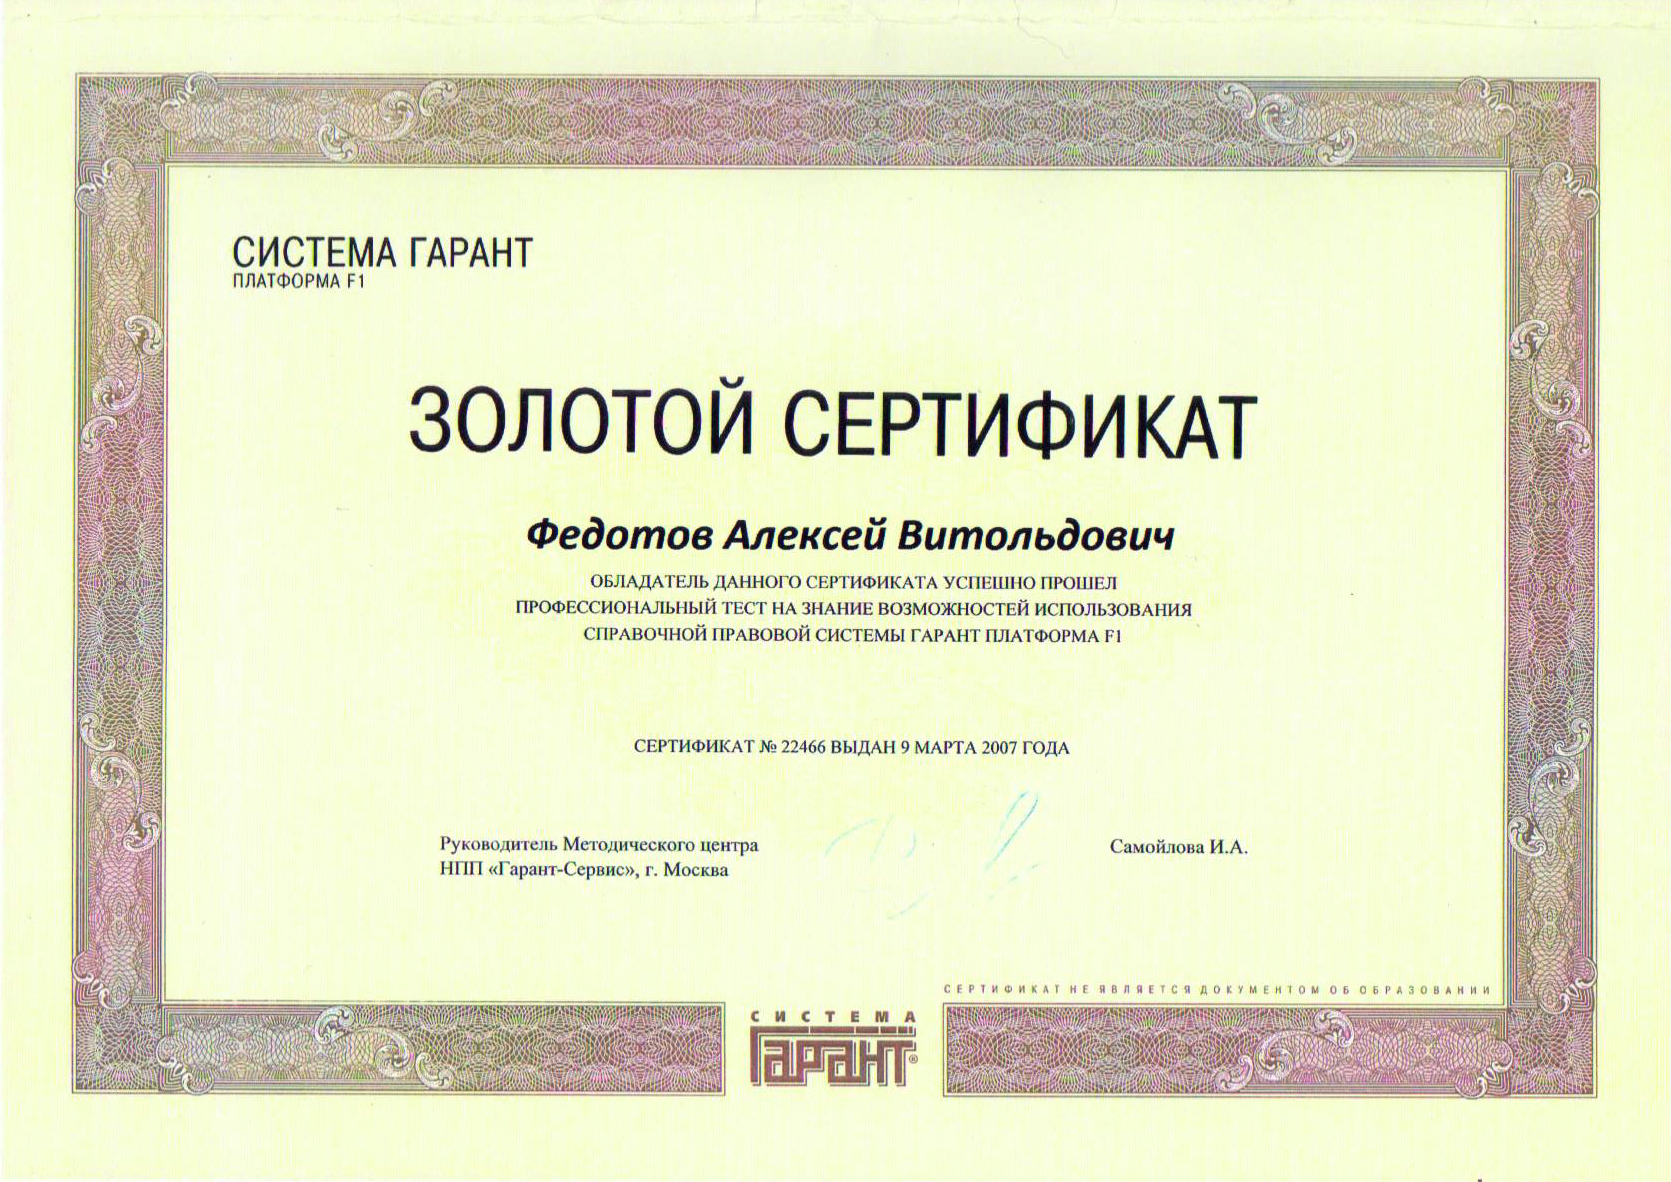 СИСТЕМА ГАРАНТ
ПЛАТФОРМА F1
ЗОЛОТОЙ СЕРТИФИКАТ
Федотов Алексей Витольдович
ОБЛАДАТЕЛЬ ДАННОГО СЕРТИФИКАТА УСПЕШНО ПРОШЕЛ
ПРОФЕССИОНАЛЬНЫЙ ТЕСТ НА ЗНАНИЕ ВОЗМОЖНОСТЕЙ ИСПОЛЬЗОВАНИЯ
СПРАВОЧНОЙ ПРАВОВОЙ СИСТЕМЫ ГАРАНТ ПЛАТФОРМА F1
СЕРТИФИКАТ № 22466 ВЫДАН 9 МАРТА 2007 ГОДА
Руководитель Методического центра
НПП «Гарант-Сервис», г. Москва
Самойлова И.А.
СЕРТИФИКАТ НЕ ЯВЛЯЕТСЯ ДОКУМЕНТОМ ОБ ОБРАЗОВАНИИ
СИСТЕМА
ГАРАНТ®